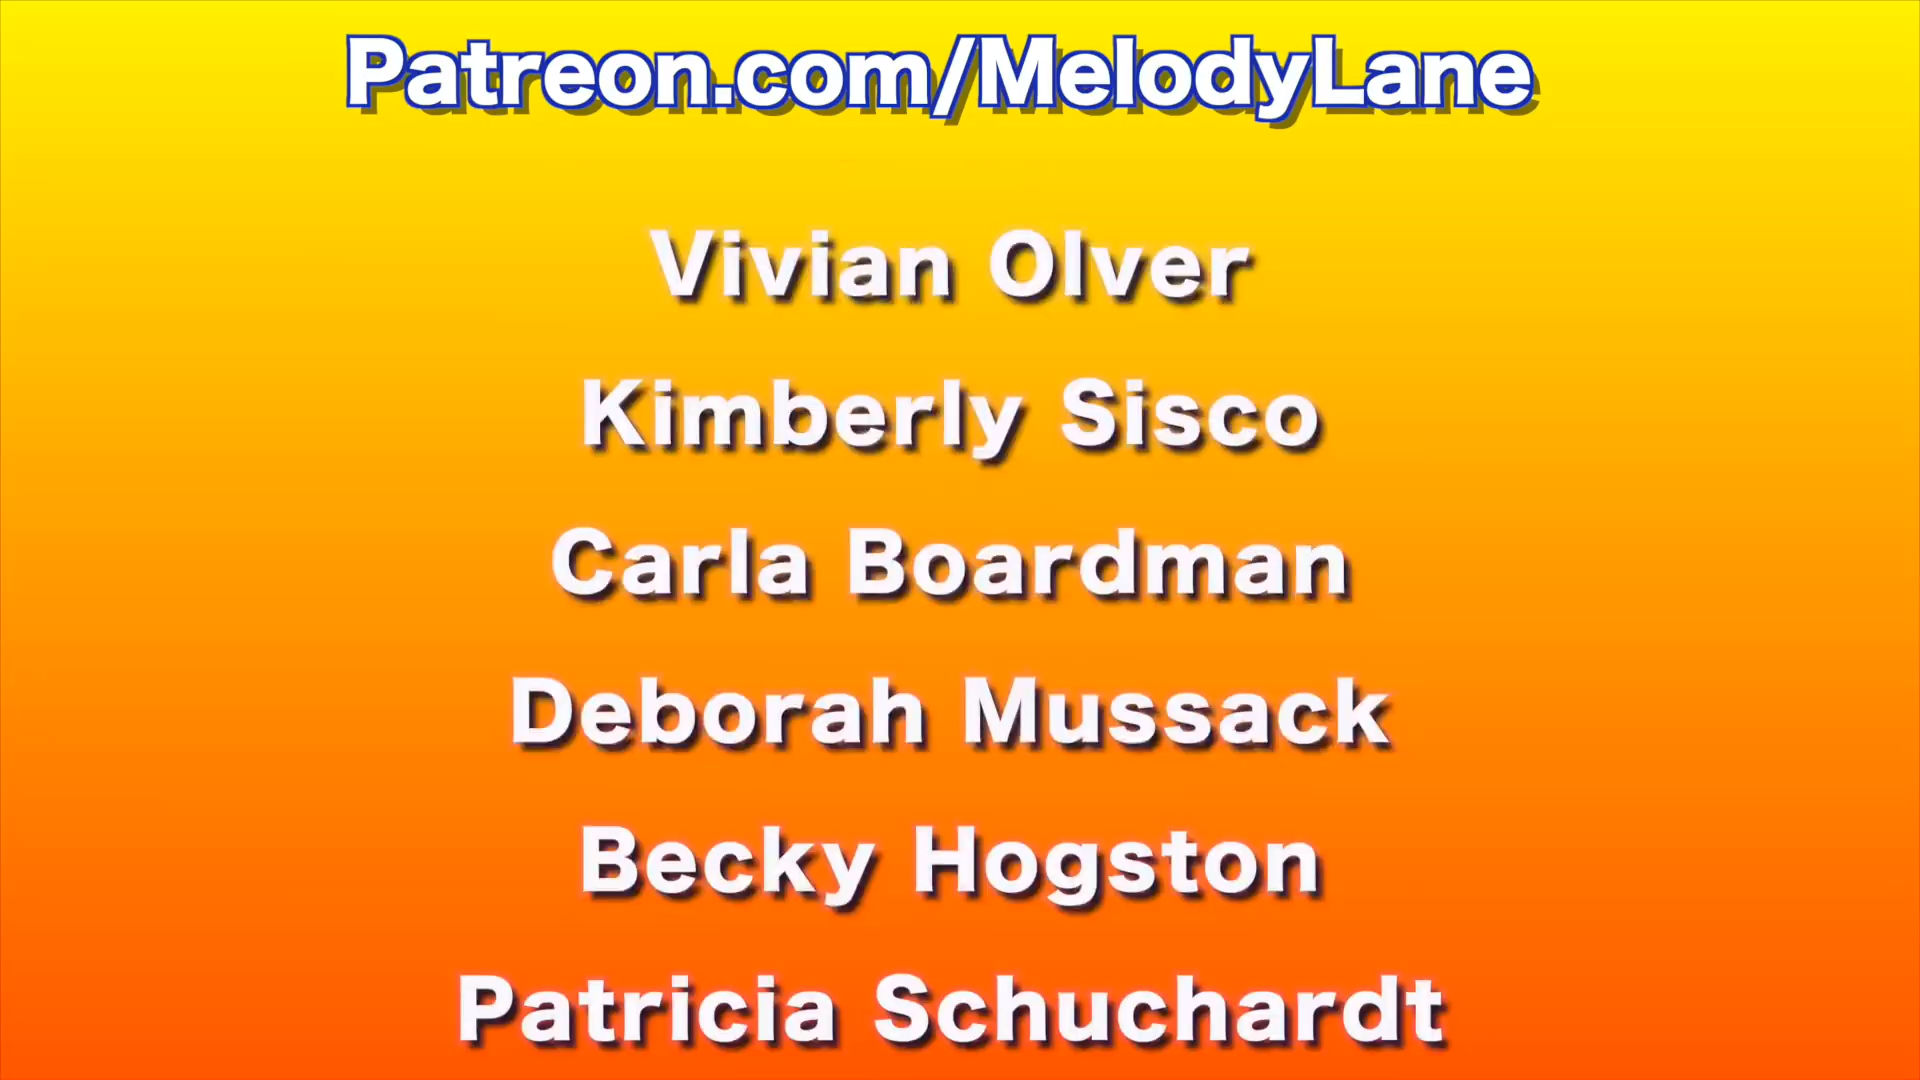 Patreon.com/MelodyLane
Vivian Olver
Kimberly Sisco
Carla Boardman
Deborah Mussack
Becky Hogston
Patricia Schuchardt